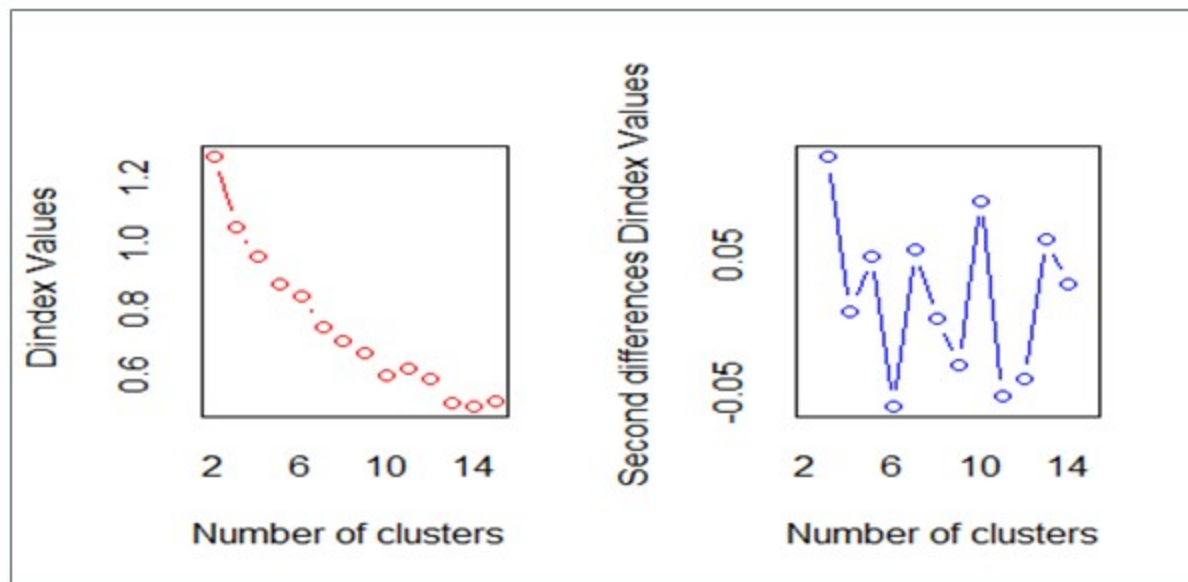 Dindex Values
0.6 0.8 1.0 1.2
2 6 10 14
Number of clusters
Second differences Dindex Values
-0.05 0.05
2 6 10 14
Number of clusters